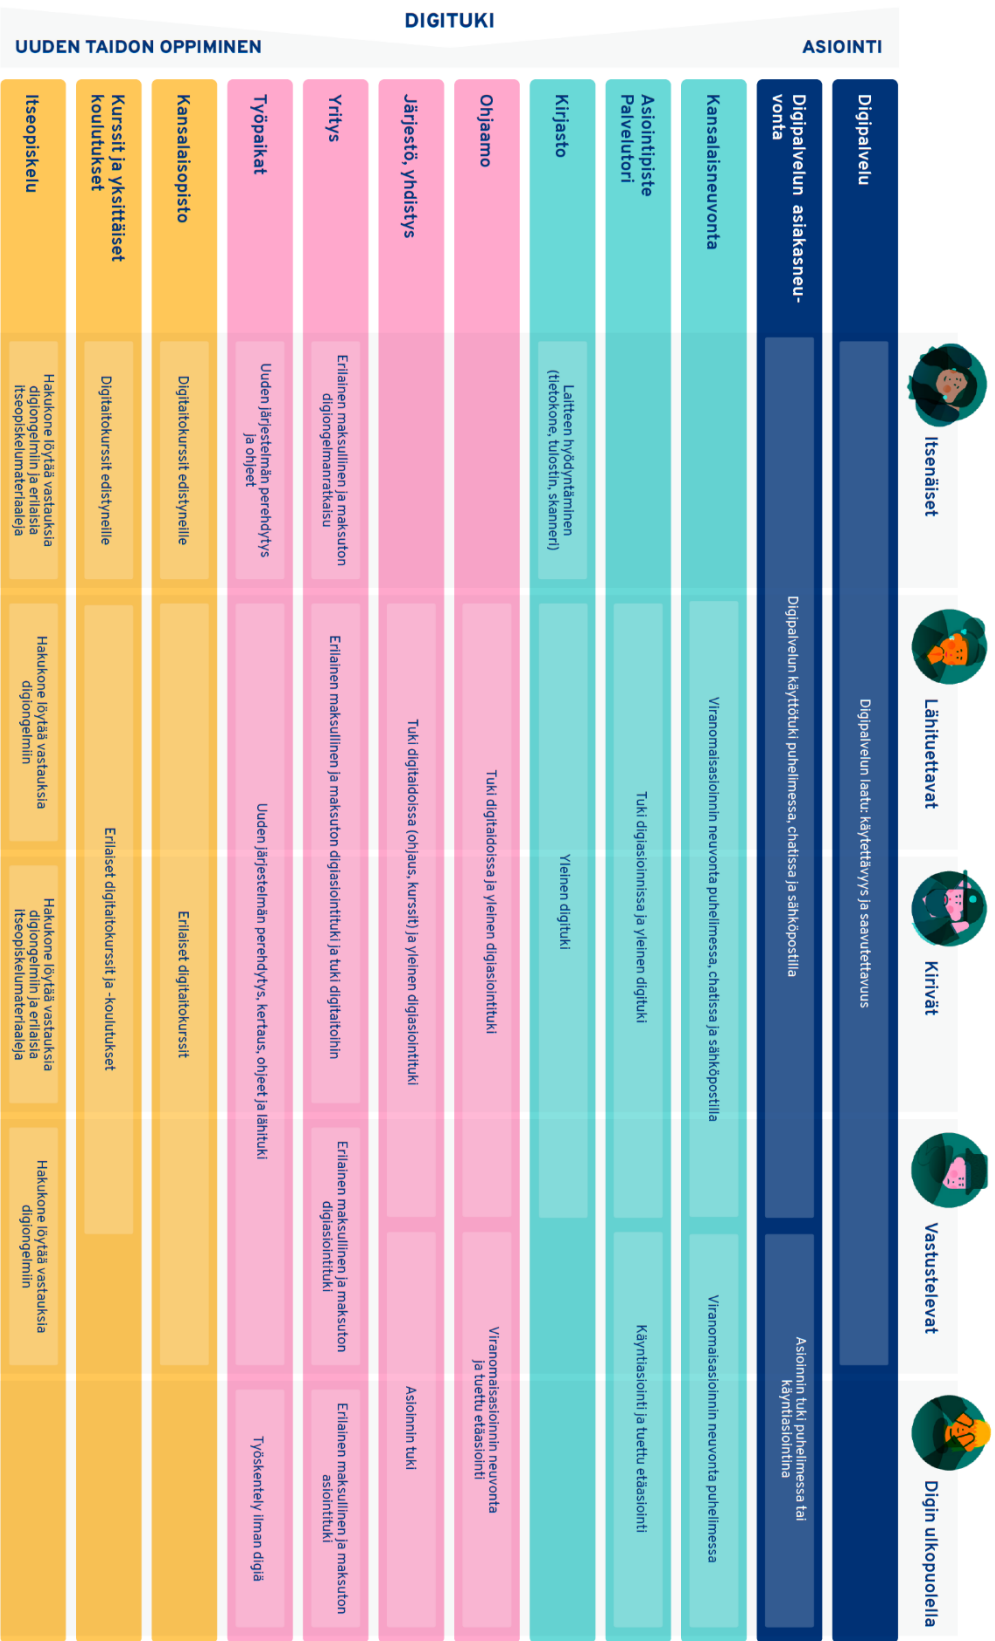 DIGITUKI
UUDEN TAIDON OPPIMINEN
ASIOINTI
Itsenäiset
Lähituettavat
Kirivät
Vastustelevat
Digin ulkopuolella
Digipalvelu
Digipalvelun laatu: käytettävyys ja saavutettavuus
Digipalvelun asiakasneu-
vonta
Digipalvelun käyttötuki puhelimessa, chatissa ja sähköpostilla
Asioinnin tuki puhelimessa tai
käyntiasiointina
Kansalaisneuvonta
Viranomaisasioinnin neuvonta puhelimessa, chatissa ja sähköpostilla
Viranomaisasioinnin neuvonta puhelimessa
Asiointipiste
Palvelutori
Tuki digiasioinnissa ja yleinen digituki
Käyntiasiointi ja tuettu etäasiointi
Kirjasto
Laitteen hyödyntäminen
(tietokone, tulostin, skanneri)
Yleinen digituki
Ohjaamo
Tuki digitaidoissa ja yleinen digiasiointituki
Viranomaisasioinnin neuvonta
ja tuettu etäasiointi
Järjestö, yhdistys
Tuki digitaidoissa (ohjaus, kurssit) ja yleinen digiasiointituki
Asioinnin tuki
Yritys
Erilainen maksullinen ja maksuton
digiongelmanratkaisu
Erilainen maksullinen ja maksuton digiasiointituki ja tuki digitaitoihin
Erilainen maksullinen ja maksuton
digiasiointituki
Erilainen maksullinen ja maksuton
asiointituki
Työpaikat
Uuden järjestelmän perehdytys
ja ohjeet
Uuden järjestelmän perehdytys, kertaus, ohjeet ja lähituki
Työskentely ilman digiä
Kansalaisopisto
Digitaitokurssit edistyneille
Erilaiset digitaitokurssit
Kurssit ja yksittäiset
koulutukset
Digitaitokurssit edistyneille
Erilaiset digitaitokurssit ja -koulutukset
Itseopiskelu
Hakukone löytää vastauksia
digiongelmiin ja erilaisia
itseopiskelumateriaaleja
Hakukone löytää vastauksia
digiongelmiin
Hakukone löytää vastauksia
digiongelmiin ja erilaisia
itseopiskelumateriaaleja
Hakukone löytää vastauksia
digiongelmiin